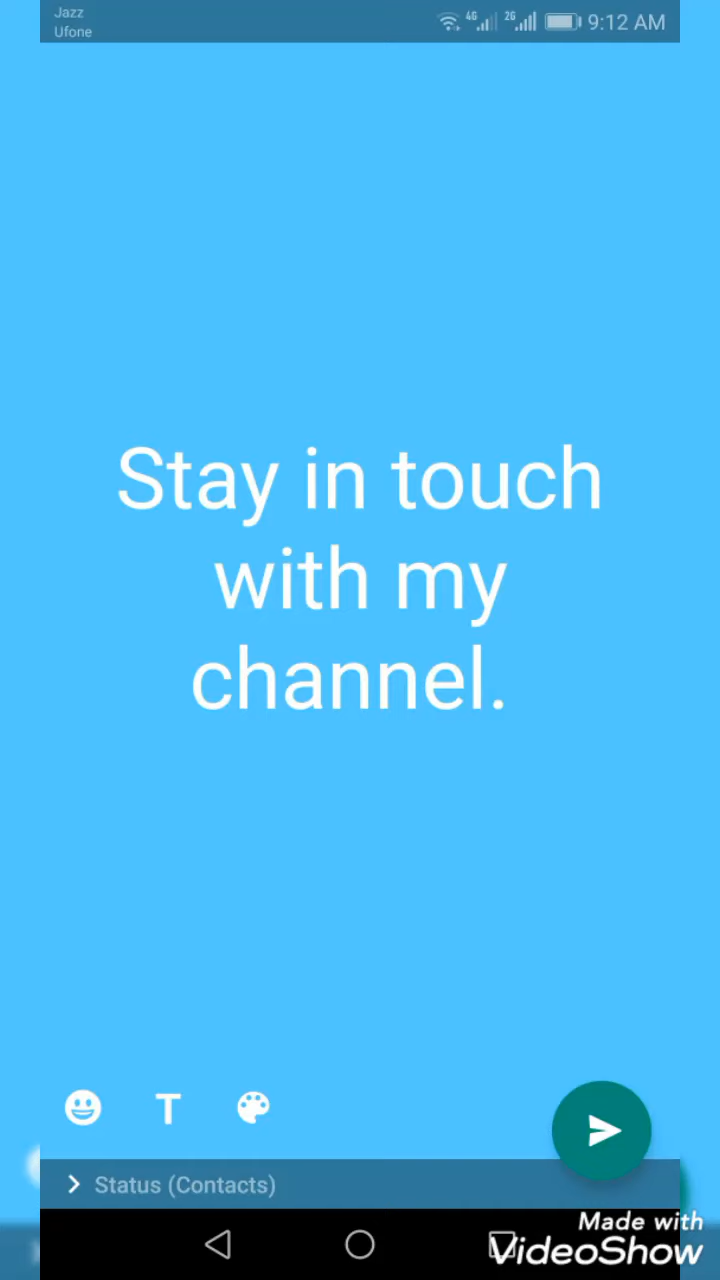 Jazz
Ufone
4G 2G 9:12 AM
Stay in touch
with my
channel.
T
Status (Contacts)
Made with
VideoShow